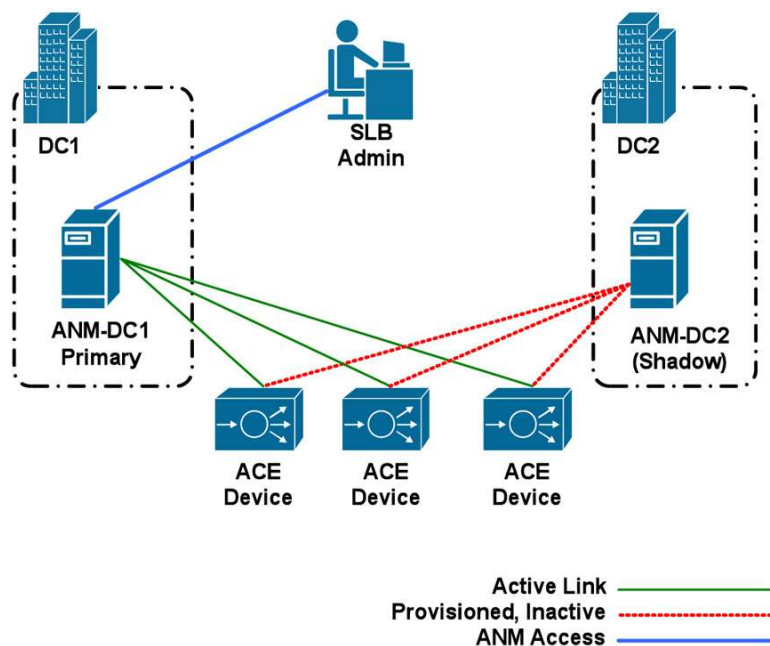 DC1
SLB
Admin
DC2
ANM-DC1
Primary
ANM-DC2
(Shadow)
ACE
Device
ACE
Device
ACE
Device
Active Link
Provisioned, Inactive
ANM Access